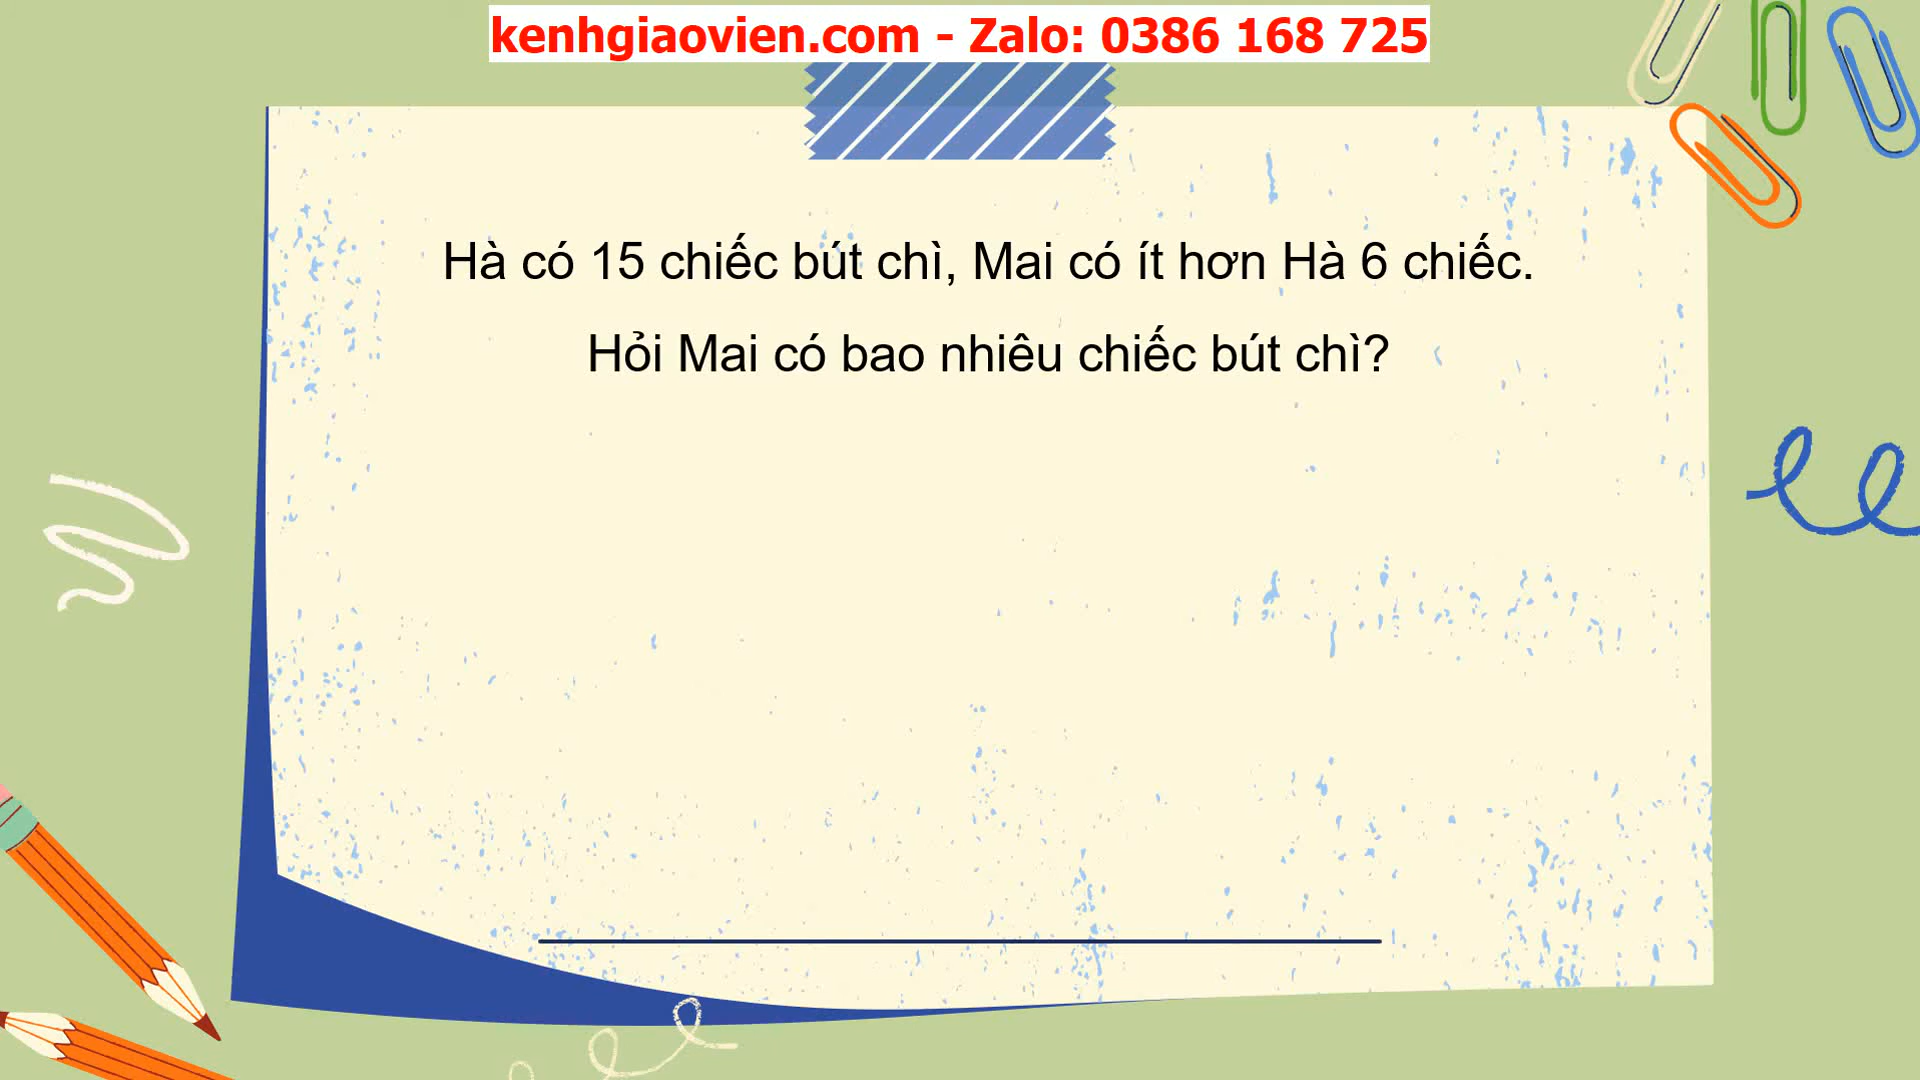 kenhgiaovien.com - Zalo: 0386 168 725
Hà có 15 chiếc bút chì, Mai có ít hơn Hà 6 chiếc.
Hỏi Mai có bao nhiêu chiếc bút chì?